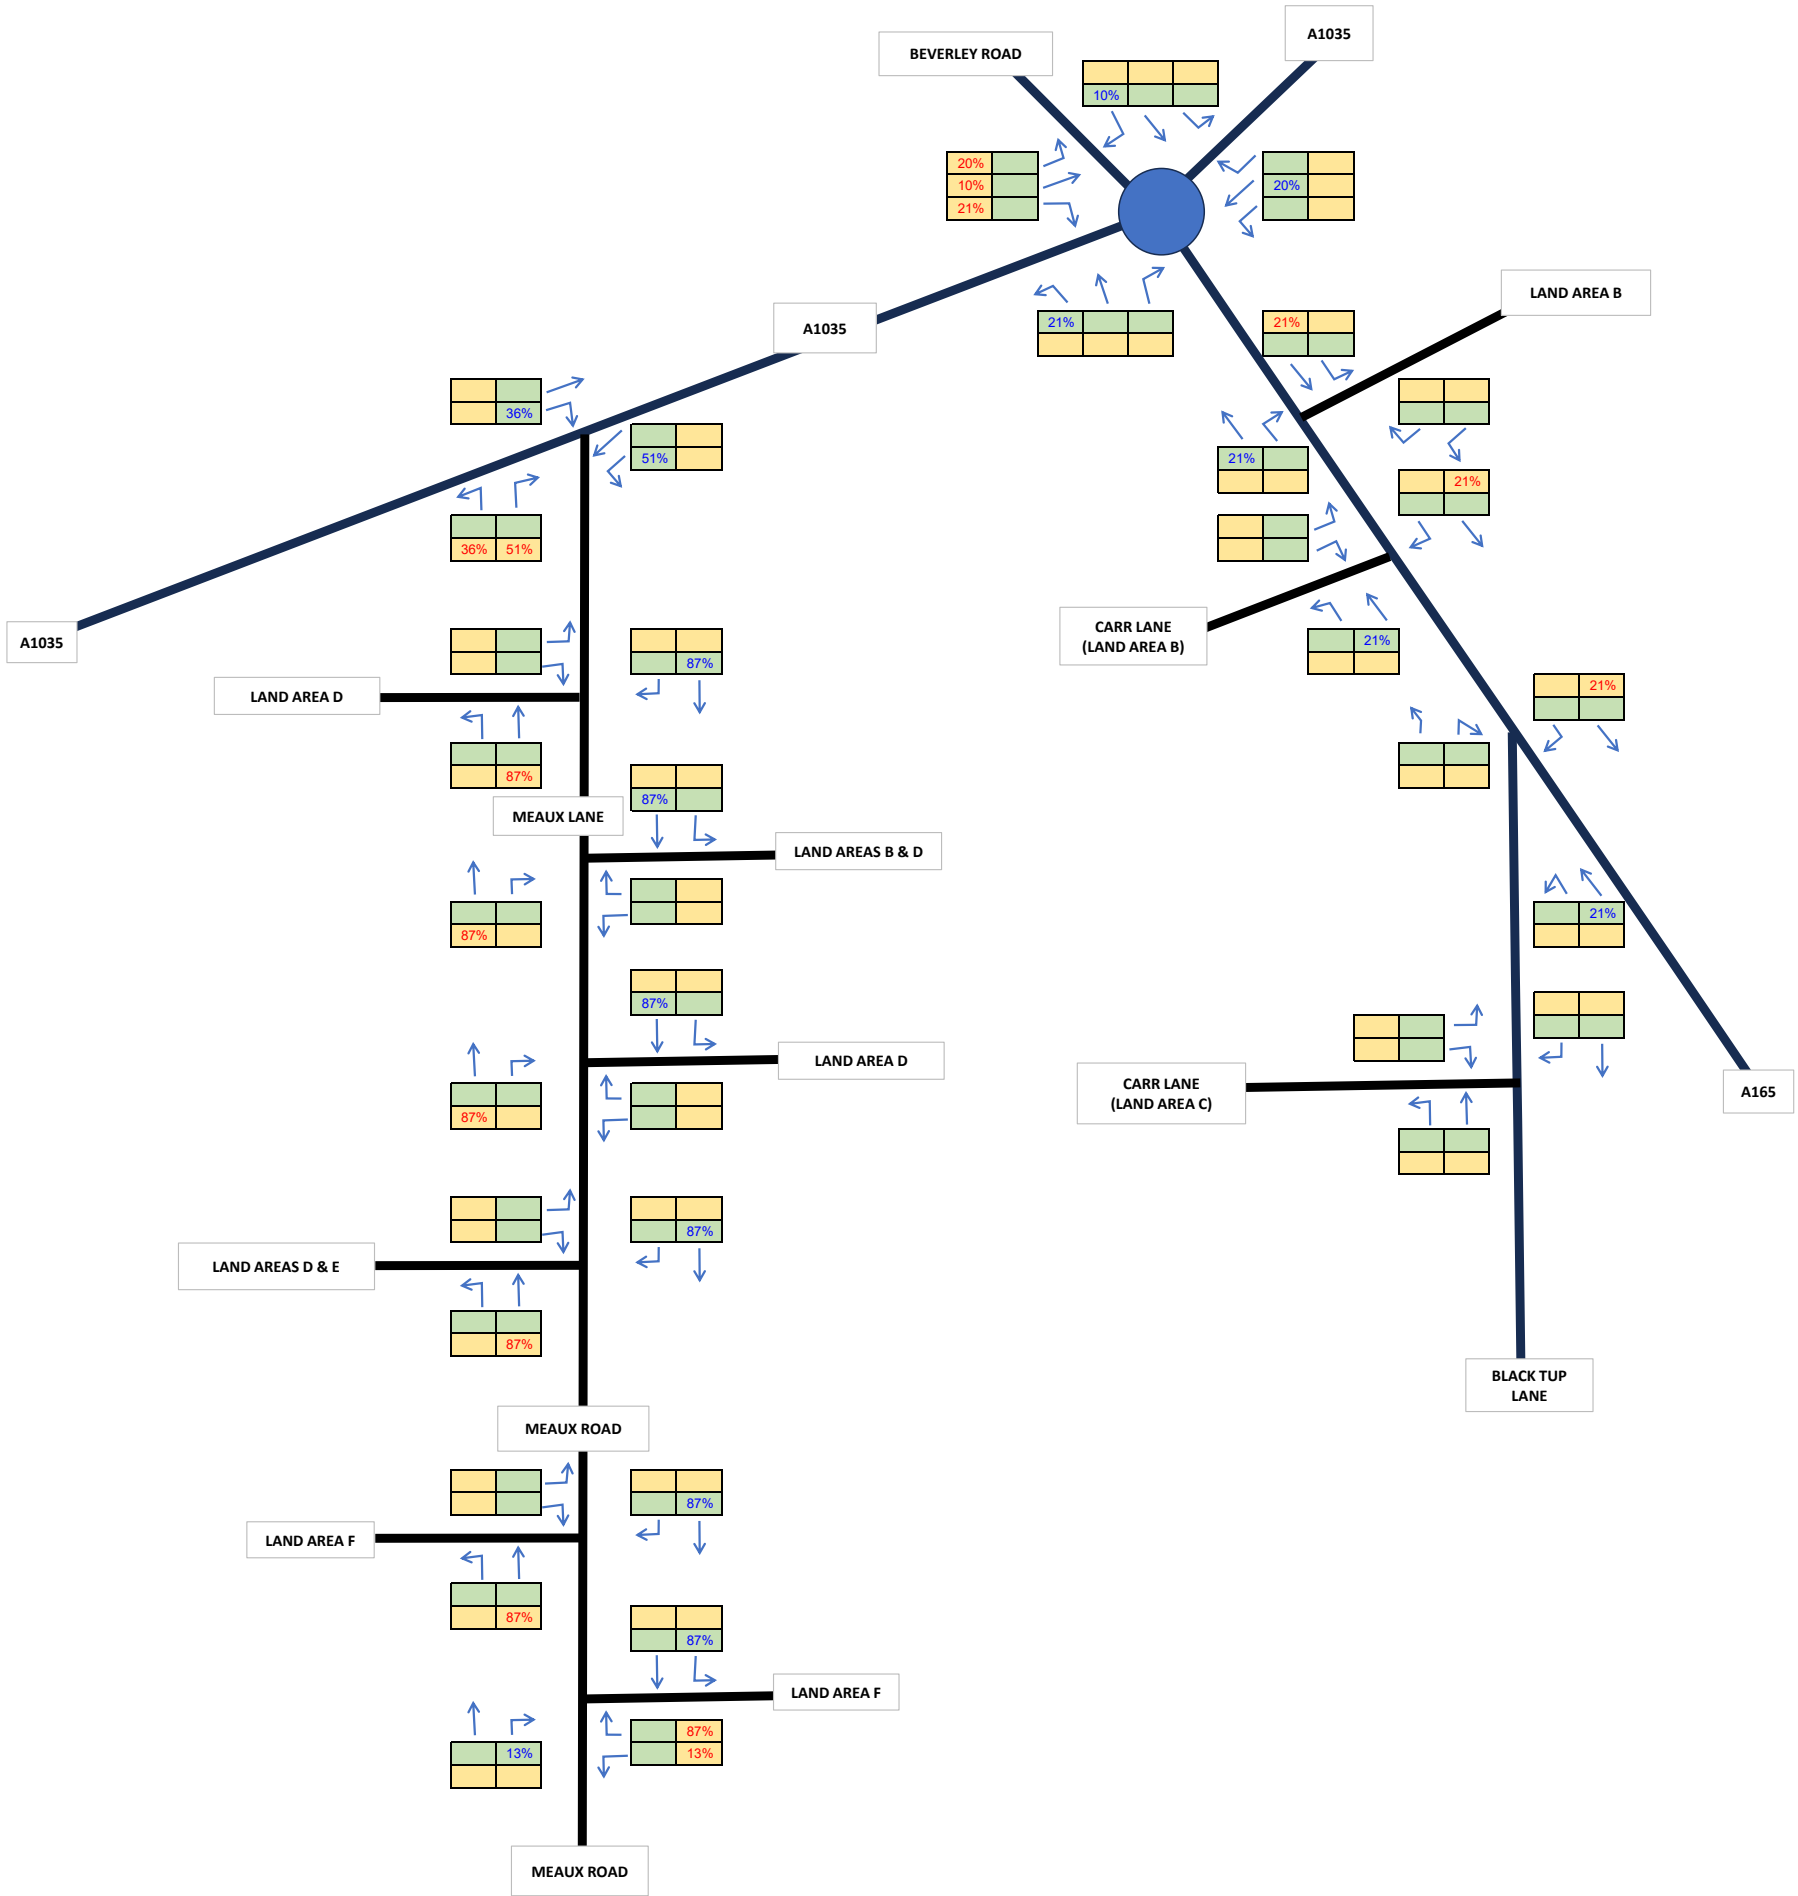 A1035
BEVERLEY ROAD
10%
20%
10%
21%
20%
21%
LAND AREA B
21%
A1035
36%
51%
21%
21%
36% 51%
CARR LANE
(LAND AREA B)
21%
A1035
87%
LAND AREA D
21%
87%
MEAUX LANE
87%
LAND AREAS B & D
87%
21%
87%
LAND AREA D
87%
CARR LANE
(LAND AREA C)
A165
87%
LAND AREAS D & E
87%
BLACK TUP
LANE
MEAUX ROAD
87%
LAND AREA F
87%
87%
LAND AREA F
87%
13%
13%
MEAUX ROAD